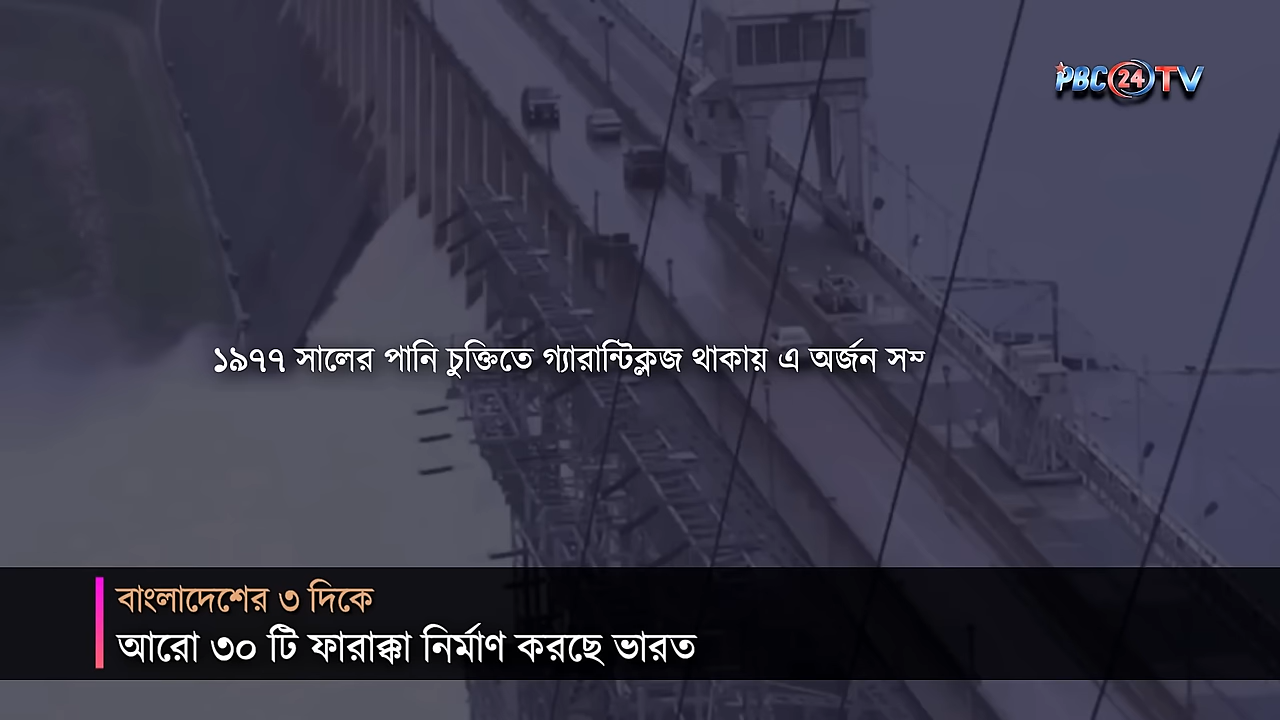 PBC 24 TV
১৯৭৭ সালের পানি চুক্তিতে গ্যারান্টিক্লজ থাকায় এ অর্জন
বাংলাদেশের ৩ দিকে
আরো ৩০ টি ফারাক্কা নির্মাণ করছে ভারত